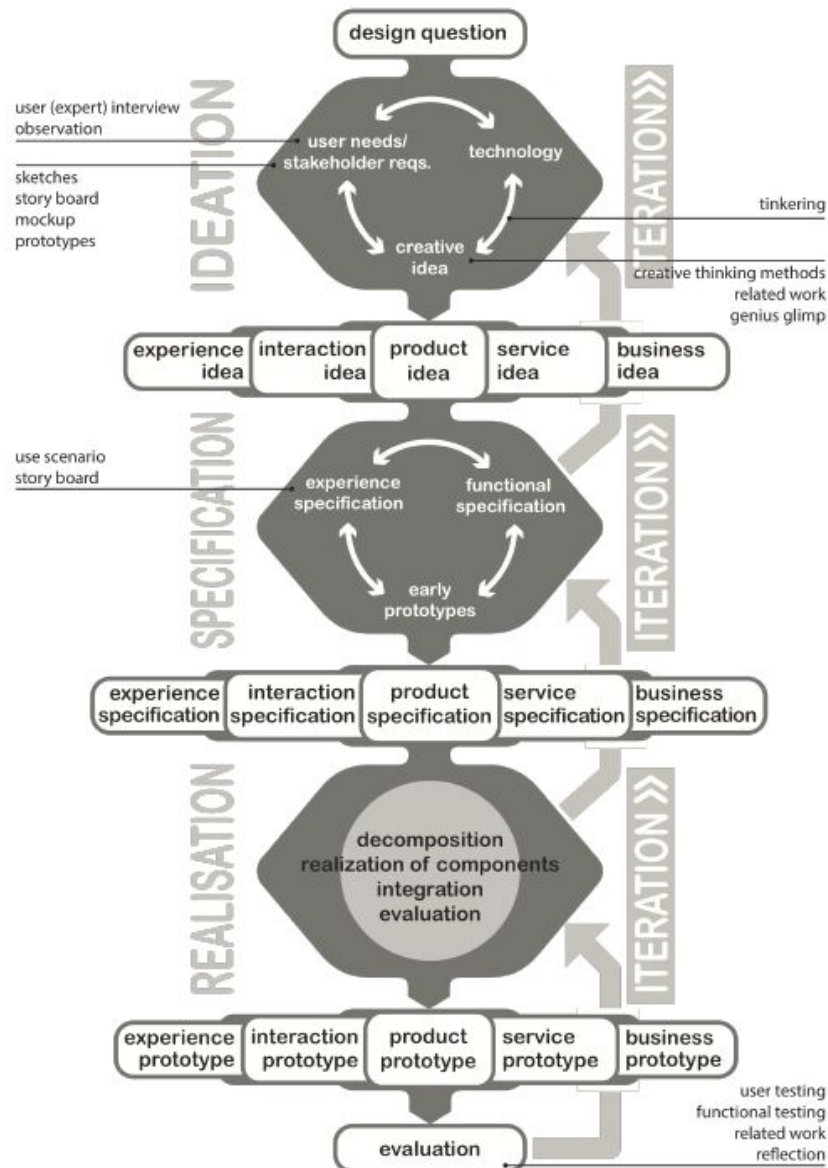 design question
IDEATION
ITERATION >>
user (expert) interview
observation
sketches
story board
mockup
prototypes
user needs/
stakeholder reqs.
technology
creative
idea
tinkering
creative thinking methods
related work
genius glimp
experience
idea
interaction
idea
product
idea
service
idea
business
idea
SPECIFICATION
ITERATION >>
use scenario
story board
experience
specification
functional
specification
early
prototypes
experience
specification
interaction
specification
product
specification
service
specification
business
specification
REALISATION
ITERATION >>
decomposition
realization of components
integration
evaluation
experience
prototype
interaction
prototype
product
prototype
service
prototype
business
prototype
evaluation
user testing
functional testing
related work
reflection